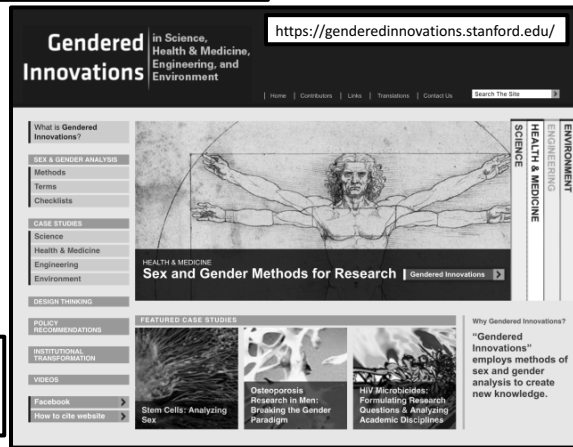 https://genderedinnovations.stanford.edu/
Gendered
Innovations
in Science,
Health & Medicine,
Engineering, and
Environment
Home | Contributors | Links | Translations | Contact Us
Search The Site
What is Gendered
Innovations?
SEX & GENDER ANALYSIS
Methods
Terms
Checklists
CASE STUDIES
Science
Health & Medicine
Engineering
Environment
DESIGN THINKING
POLICY
RECOMMENDATIONS
INSTITUTIONAL
TRANSFORMATION
VIDEOS
Facebook
How to cite website
HEALTH & MEDICINE
Sex and Gender Methods for Research | Gendered Innovations
SCIENCE
HEALTH & MEDICINE
ENGINEERING
ENVIRONMENT
FEATURED CASE STUDIES
Stem Cells: Analyzing
Sex
Osteoporosis
Research in Men:
Breaking the Gender
Paradigm
HIV Microbicides:
Formulating Research
Questions & Analyzing
Academic Disciplines
Why Gendered Innovations?
"Gendered
Innovations"
employs methods of
sex and gender
analysis to create
new knowledge.